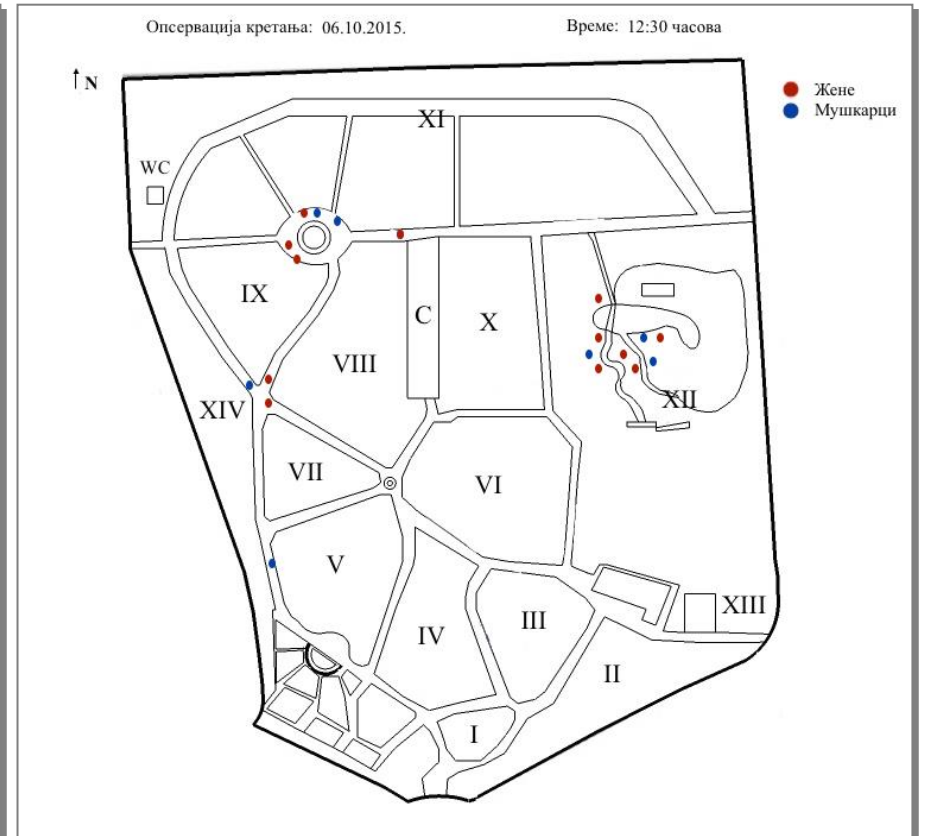 Опсервација кретања: 06.10.2015.
Време: 12:30 часова
N
Жене
Мушкарци
XI
WC
IX
C
X
VIII
XIV
XII
VII
VI
V
XIII
IV
III
II
I